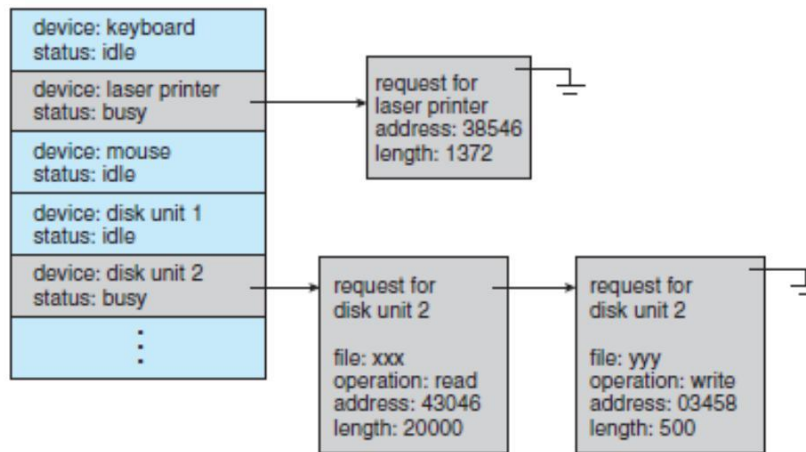 device: keyboard
status: idle
device: laser printer
status: busy
device: mouse
status: idle
device: disk unit 1
status: idle
device: disk unit 2
status: busy
request for
laser printer
address: 38546
length: 1372
request for
disk unit 2
file: xxx
operation: read
address: 43046
length: 20000
request for
disk unit 2
file: yyy
operation: write
address: 03458
length: 500